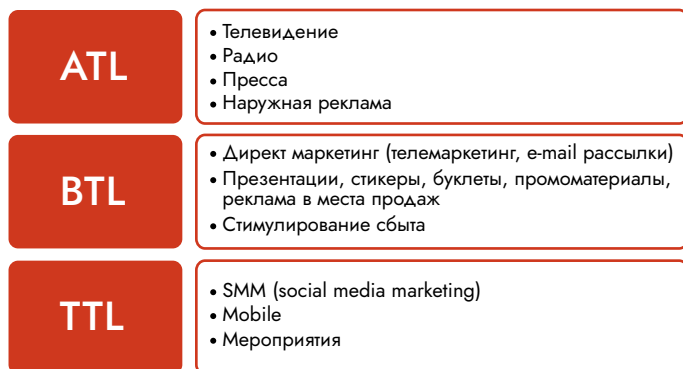 ATL
• Телевидение
• Радио
• Пресса
• Наружная реклама
BTL
• Директ маркетинг (телемаркетинг, e-mail рассылки)
• Презентации, стикеры, буклеты, промоматериалы,
реклама в места продаж
• Стимулирование сбыта
TTL
• SMM (social media marketing)
• Mobile
• Мероприятия